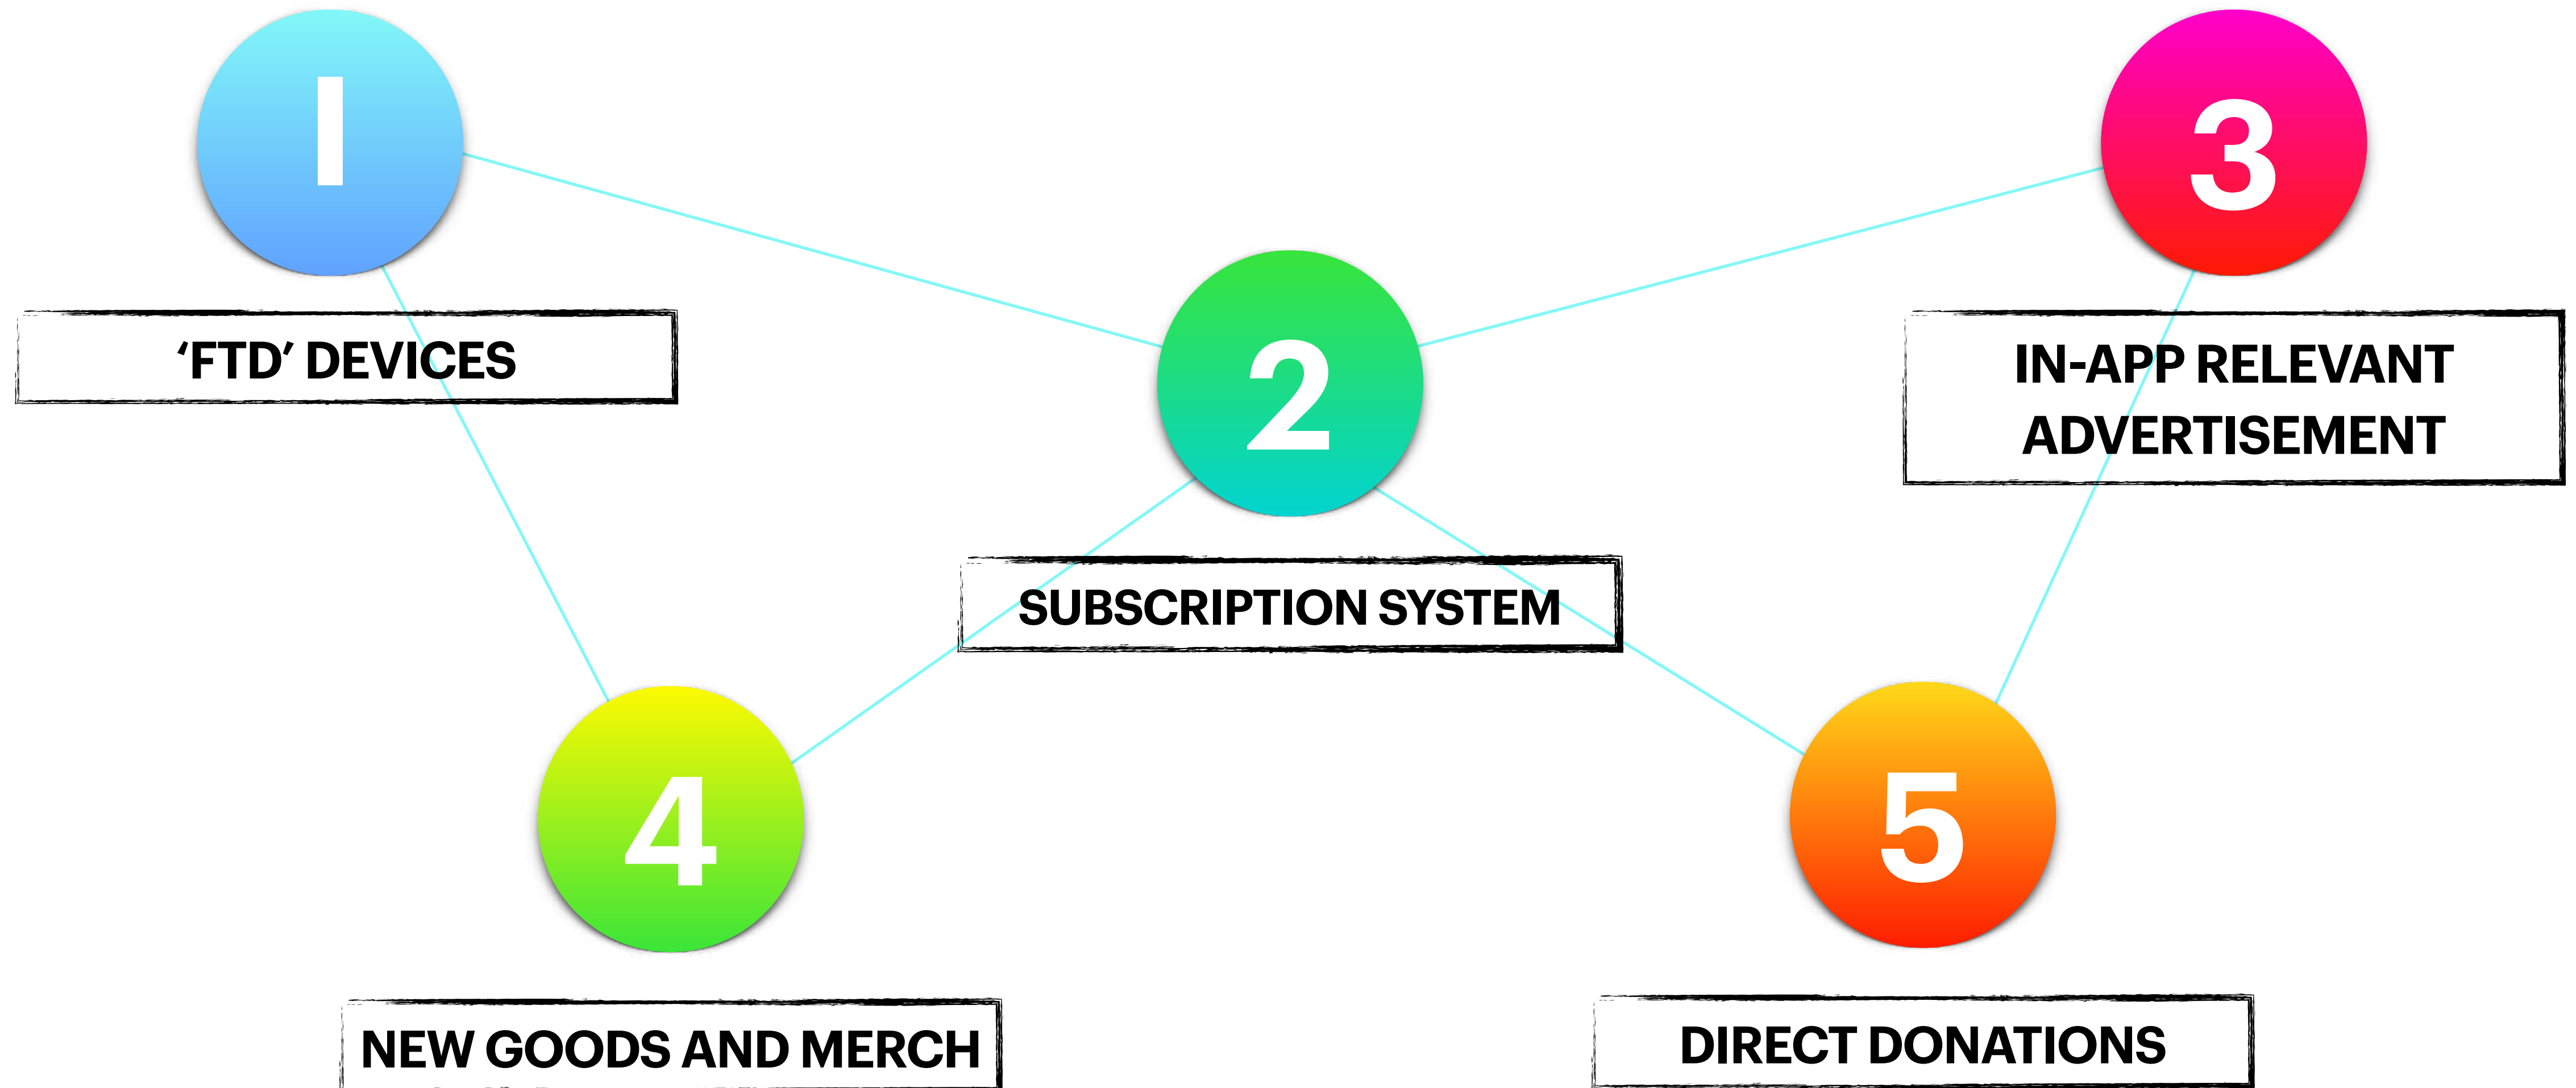 1
‘FTD’ DEVICES
2
SUBSCRIPTION SYSTEM
3
IN-APP RELEVANT
ADVERTISEMENT
4
NEW GOODS AND MERCH
5
DIRECT DONATIONS